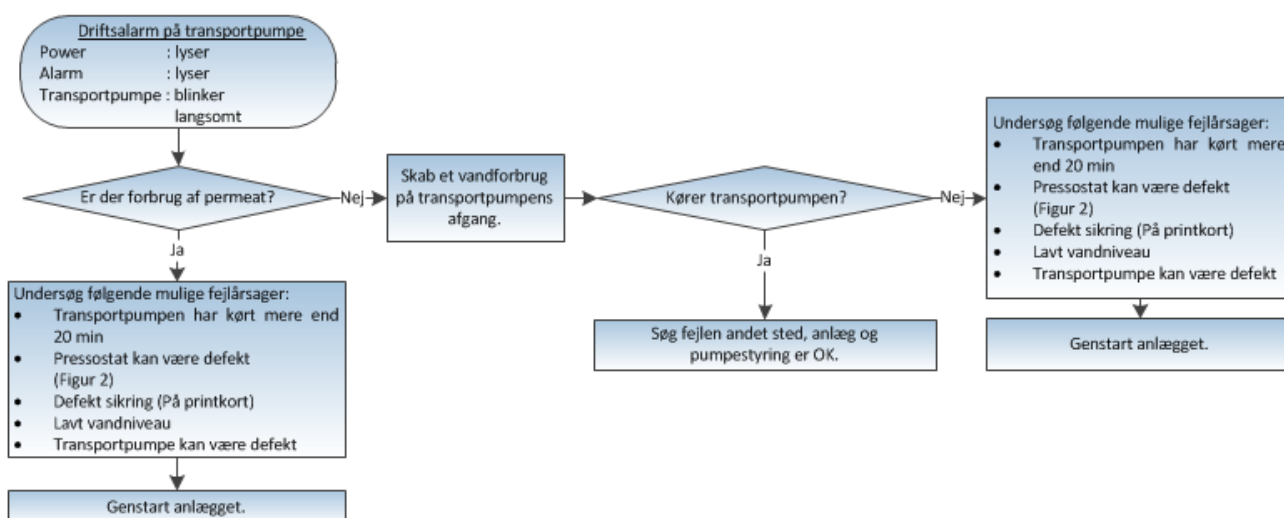 Driftsalarm på transportpumpe
Power : lyser
Alarm : lyser
Transportpumpe : blinker
langsomt
Er der forbrug af permeat?
Nej
Skab et vandforbrug
på transportpumpens
afgang.
Kører transportpumpen?
Nej
Undersøg følgende mulige fejlårsager:
• Transportpumpen har kørt mere
end 20 min
• Pressostat kan være defekt
(Figur 2)
• Defekt sikring (På printkort)
• Lavt vandniveau
• Transportpumpe kan være defekt
Genstart anlægget.
Ja
Søg fejlen andet sted, anlæg og
pumpestyring er OK.
Ja
Undersøg følgende mulige fejlårsager:
• Transportpumpen har kørt mere end
20 min
• Pressostat kan være defekt
(Figur 2)
• Defekt sikring (På printkort)
• Lavt vandniveau
• Transportpumpe kan være defekt
Genstart anlægget.